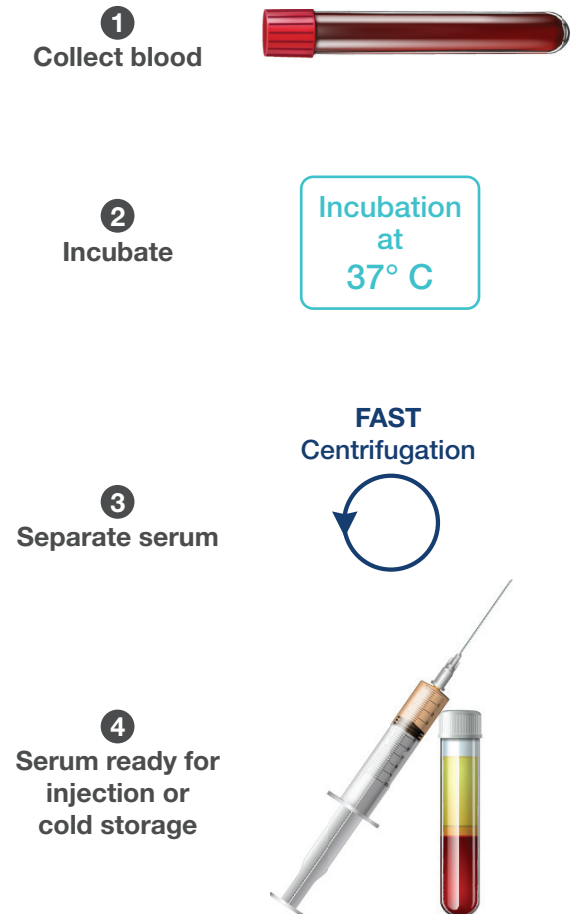 1
Collect blood
2
Incubate
Incubation
at
37° C
FAST
Centrifugation
3
Separate serum
4
Serum ready for
injection or
cold storage